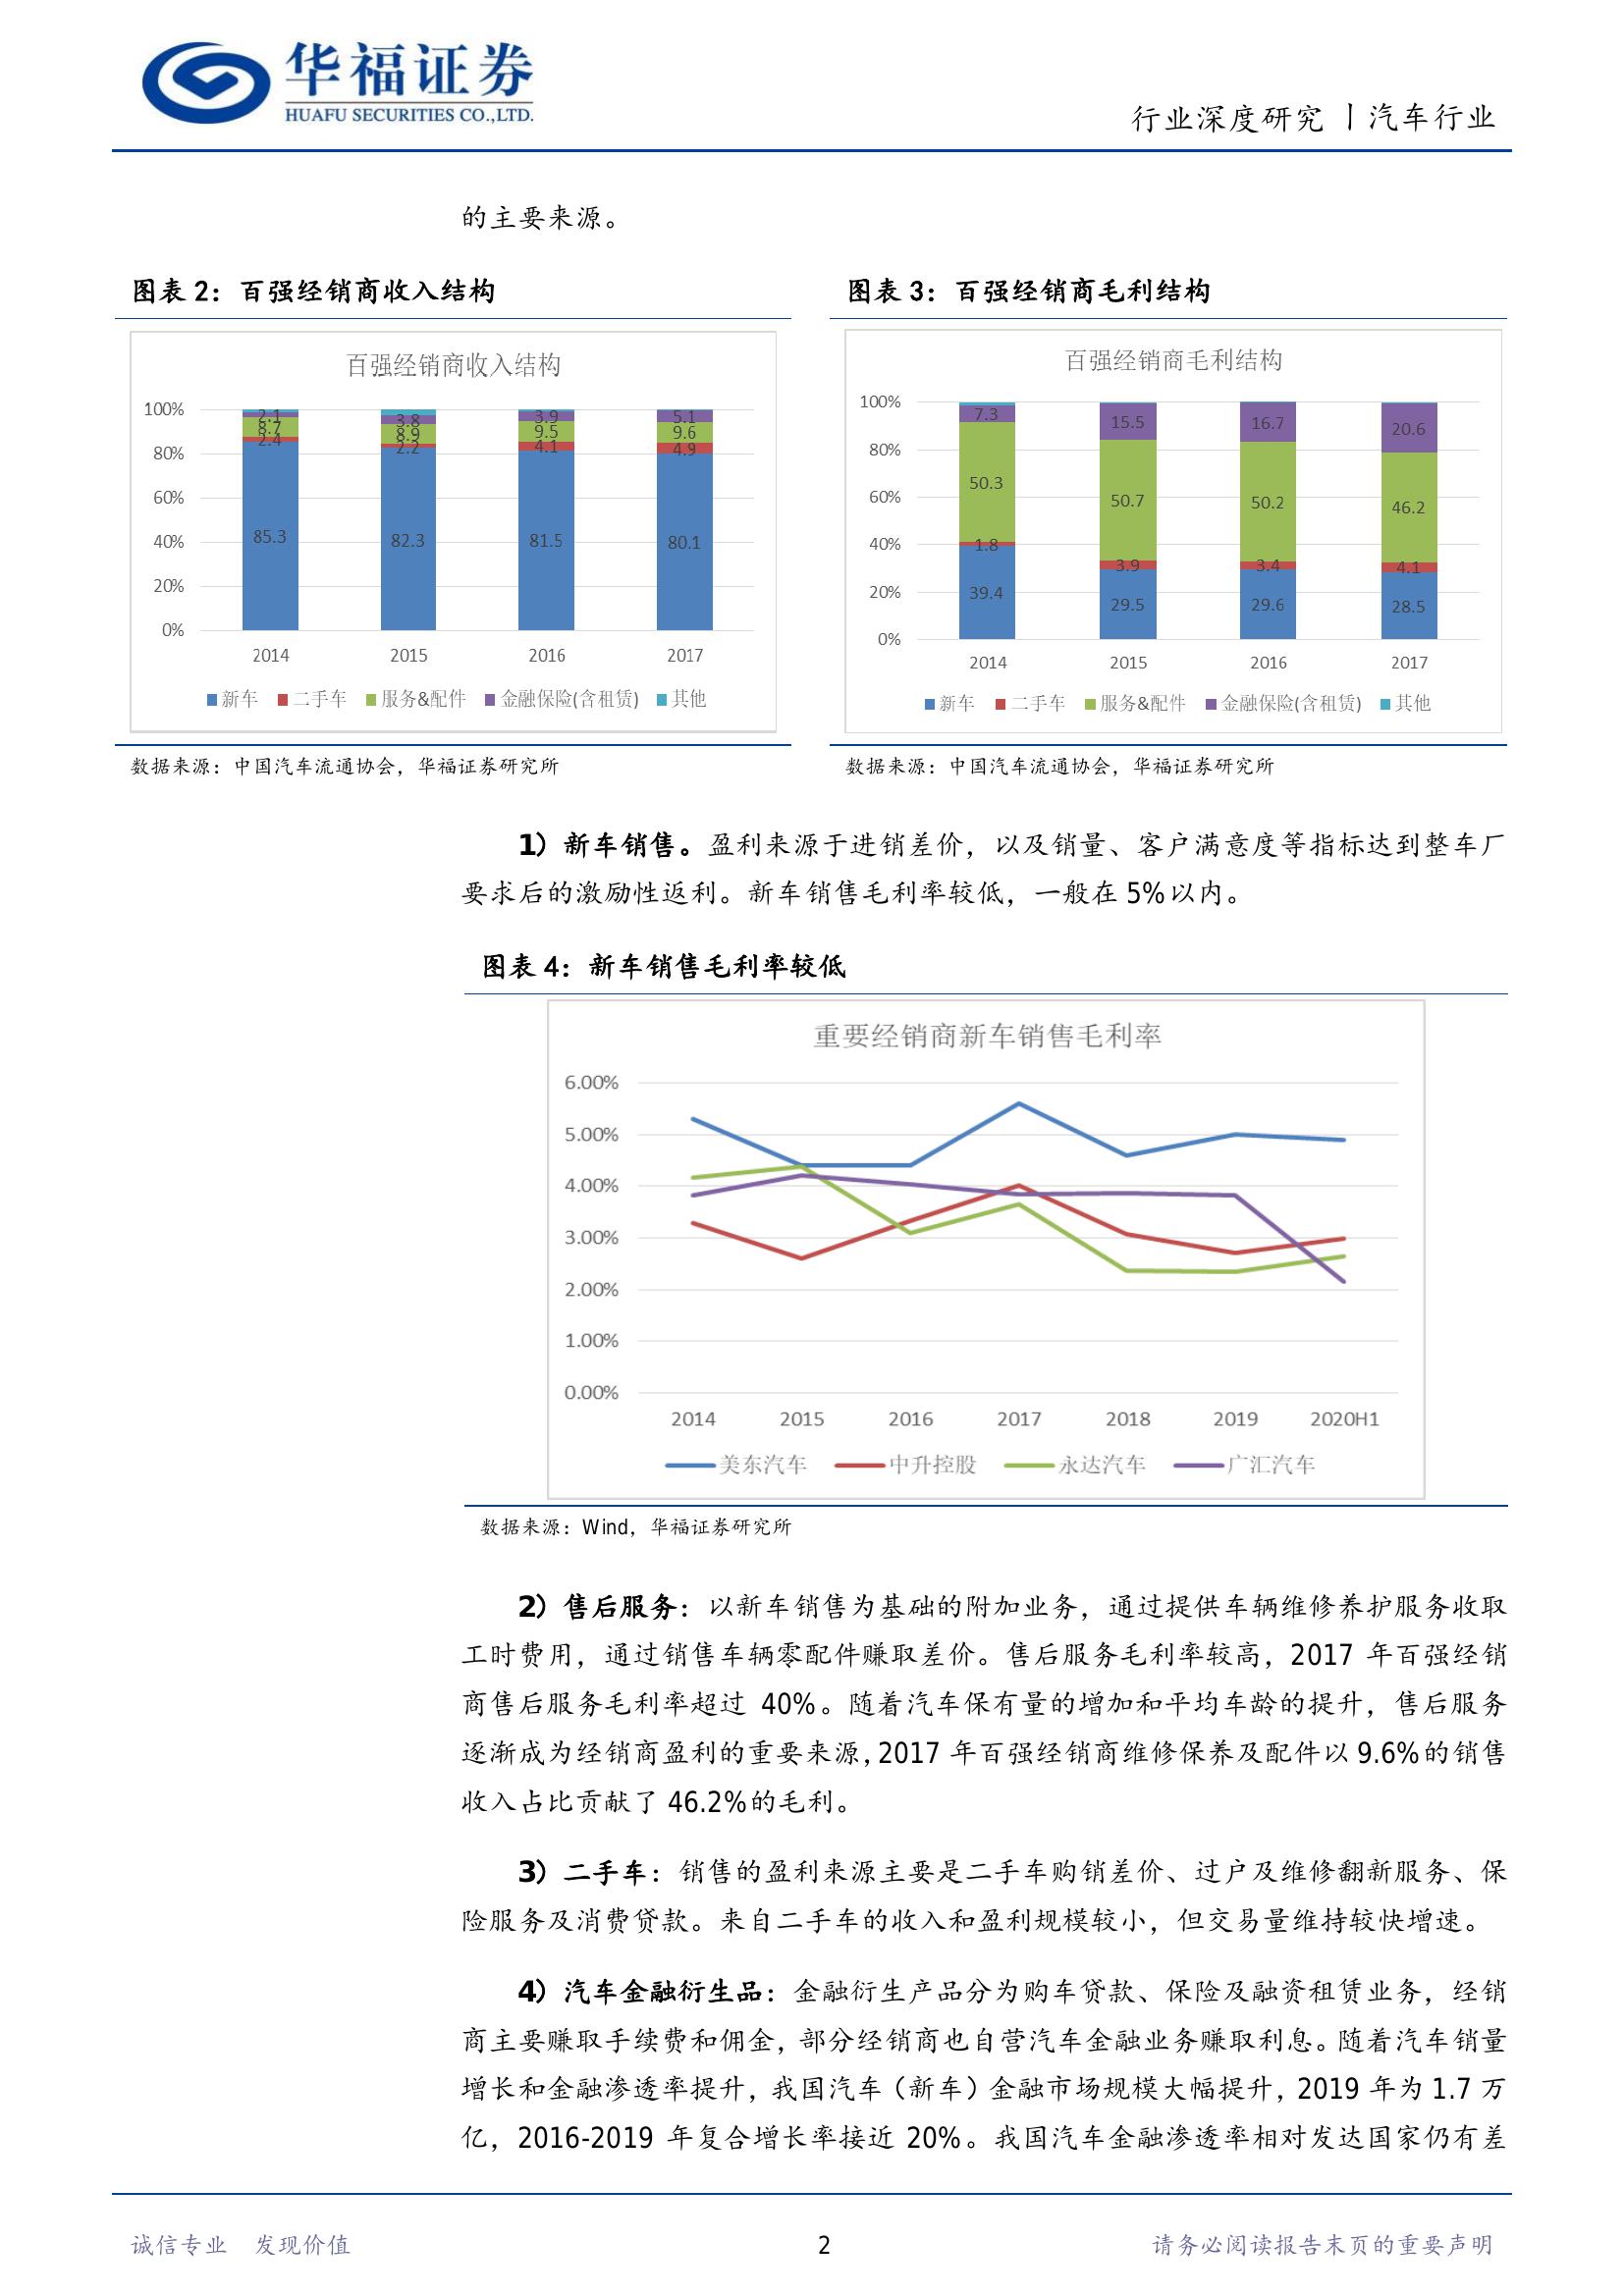 华福证券
HUAFU SECURITIES CO.,LTD.
行业深度研究丨汽车行业
的主要来源。
图表 2：百强经销商收入结构
百强经销商收入结构
100%
80%
60%
40%
20%
0%
2.1
8.7
2.4
85.3
3.8
8.9
2.2
82.3
3.9
9.5
4.1
81.5
5.1
9.6
4.9
80.1
2014 2015 2016 2017
新车 二手车 服务&配件 金融保险(含租赁) 其他
数据来源：中国汽车流通协会，华福证券研究所
图表 3：百强经销商毛利结构
百强经销商毛利结构
100%
80%
60%
40%
20%
0%
7.3
50.3
1.8
39.4
15.5
50.7
3.9
29.5
16.7
50.2
3.4
29.6
20.6
46.2
4.1
28.5
2014 2015 2016 2017
新车 二手车 服务&配件 金融保险(含租赁) 其他
数据来源：中国汽车流通协会，华福证券研究所
1）新车销售。盈利来源于进销差价，以及销量、客户满意度等指标达到整车厂
要求后的激励性返利。新车销售毛利率较低，一般在 5%以内。
图表 4：新车销售毛利率较低
重要经销商新车销售毛利率
6.00%
5.00%
4.00%
3.00%
2.00%
1.00%
0.00%
2014 2015 2016 2017 2018 2019 2020H1
美东汽车 中升控股 永达汽车 广汇汽车
数据来源：Wind，华福证券研究所
2）售后服务：以新车销售为基础的附加业务，通过提供车辆维修养护服务收取
工时费用，通过销售车辆零配件赚取差价。售后服务毛利率较高，2017 年百强经销
商售后服务毛利率超过 40%。随着汽车保有量的增加和平均车龄的提升，售后服务
逐渐成为经销商盈利的重要来源，2017 年百强经销商维修保养及配件以 9.6%的销售
收入占比贡献了 46.2%的毛利。
3）二手车：销售的盈利来源主要是二手车购销差价、过户及维修翻新服务、保
险服务及消费贷款。来自二手车的收入和盈利规模较小，但交易量维持较快增速。
4）汽车金融衍生品：金融衍生产品分为购车贷款、保险及融资租赁业务，经销
商主要赚取手续费和佣金，部分经销商也自营汽车金融业务赚取利息。随着汽车销量
增长和金融渗透率提升，我国汽车（新车）金融市场规模大幅提升，2019 年为 1.7 万
亿，2016-2019 年复合增长率接近 20%。我国汽车金融渗透率相对发达国家仍有差
诚信专业 发现价值
2
请务必阅读报告末页的重要声明